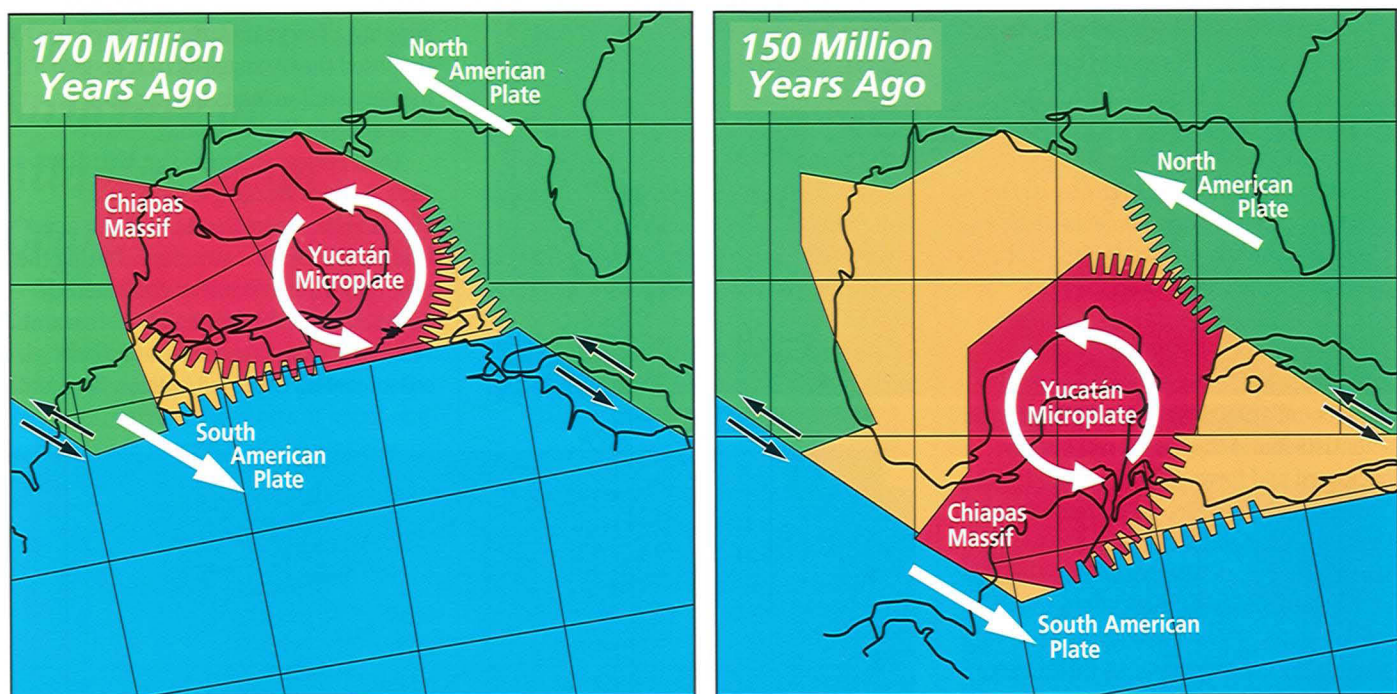 170 Million
Years Ago
North
American
Plate
Chiapas
Massif
Yucatán
Microplate
South
American
Plate
150 Million
Years Ago
North
American
Plate
Yucatán
Microplate
Chiapas
Massif
South American
Plate